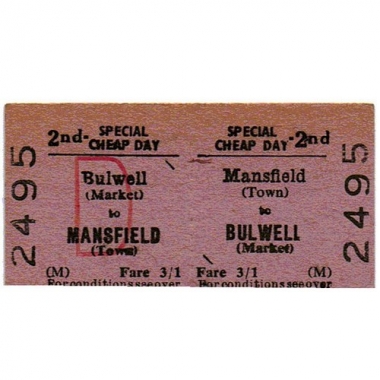 2495
2nd- SPECIAL CHEAP DAY
Bulwell
(Market)
to
MANSFIELD
(Town)
(M) Fare 3/1
For conditions see over
D
SPECIAL CHEAP DAY -2nd
Mansfield
(Town)
to
BULWELL
(Market)
Fare 3/1 (M)
For conditions see over
2495